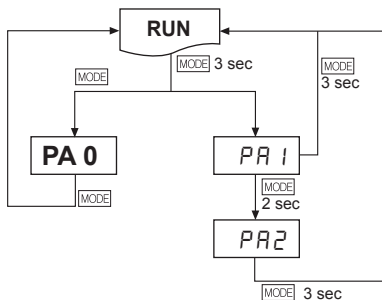 RUN
MODE 3 sec
MODE
MODE
3 sec
PA 0
PA 1
MODE
MODE
2 sec
PA2
MODE 3 sec